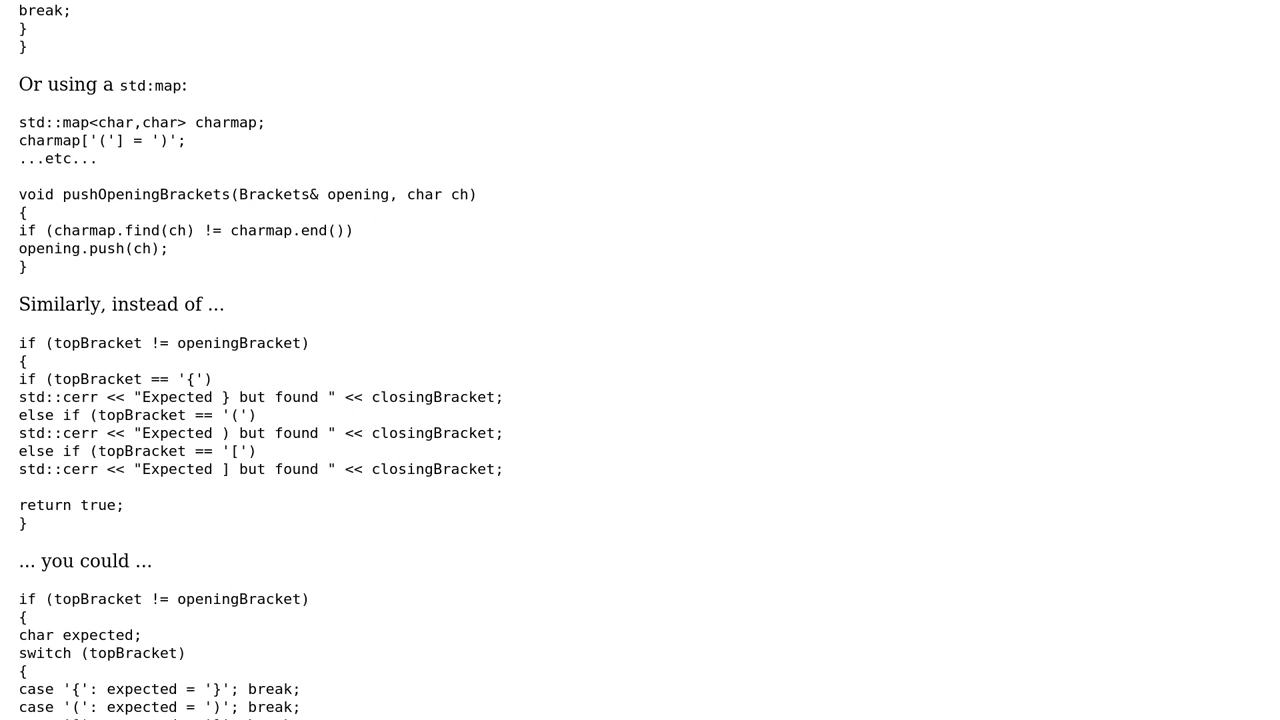 break;
}
}
Or using a std:map:
std::map<char,char> charmap;
charmap['('] = ')';
...etc...
void pushOpeningBrackets(Brackets& opening, char ch)
{
if (charmap.find(ch) != charmap.end())
opening.push(ch);
}
Similarly, instead of ...
if (topBracket != openingBracket)
{
if (topBracket == '{')
std::cerr << "Expected } but found " << closingBracket;
else if (topBracket == '(')
std::cerr << "Expected ) but found " << closingBracket;
else if (topBracket == '[')
std::cerr << "Expected ] but found " << closingBracket;
return true;
}
... you could ...
if (topBracket != openingBracket)
{
char expected;
switch (topBracket)
{
case '{': expected = '}'; break;
case '(': expected = ')'; break;